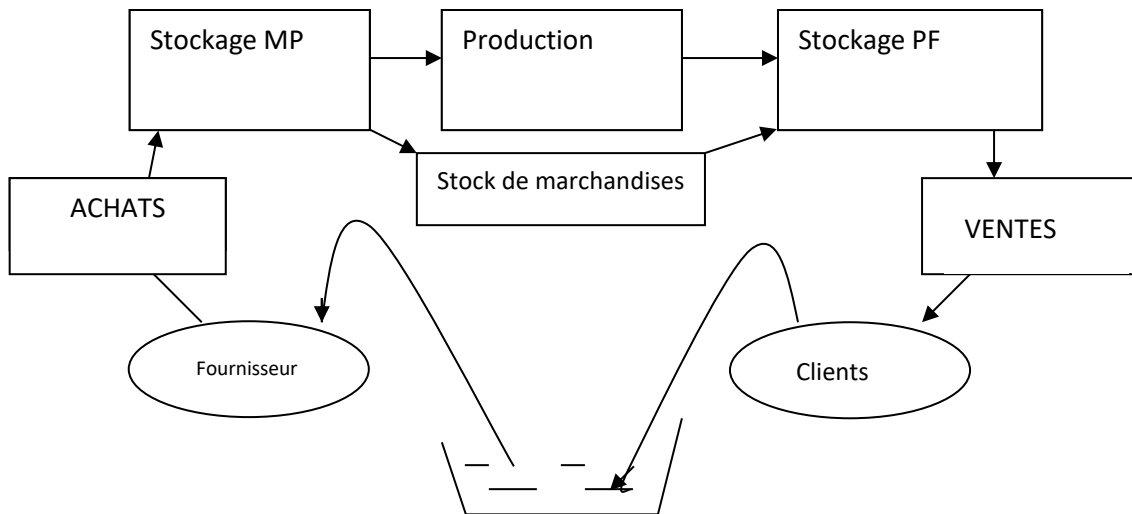 Stockage MP
Production
Stockage PF
Stock de marchandises
ACHATS
VENTES
Fournisseur
Clients